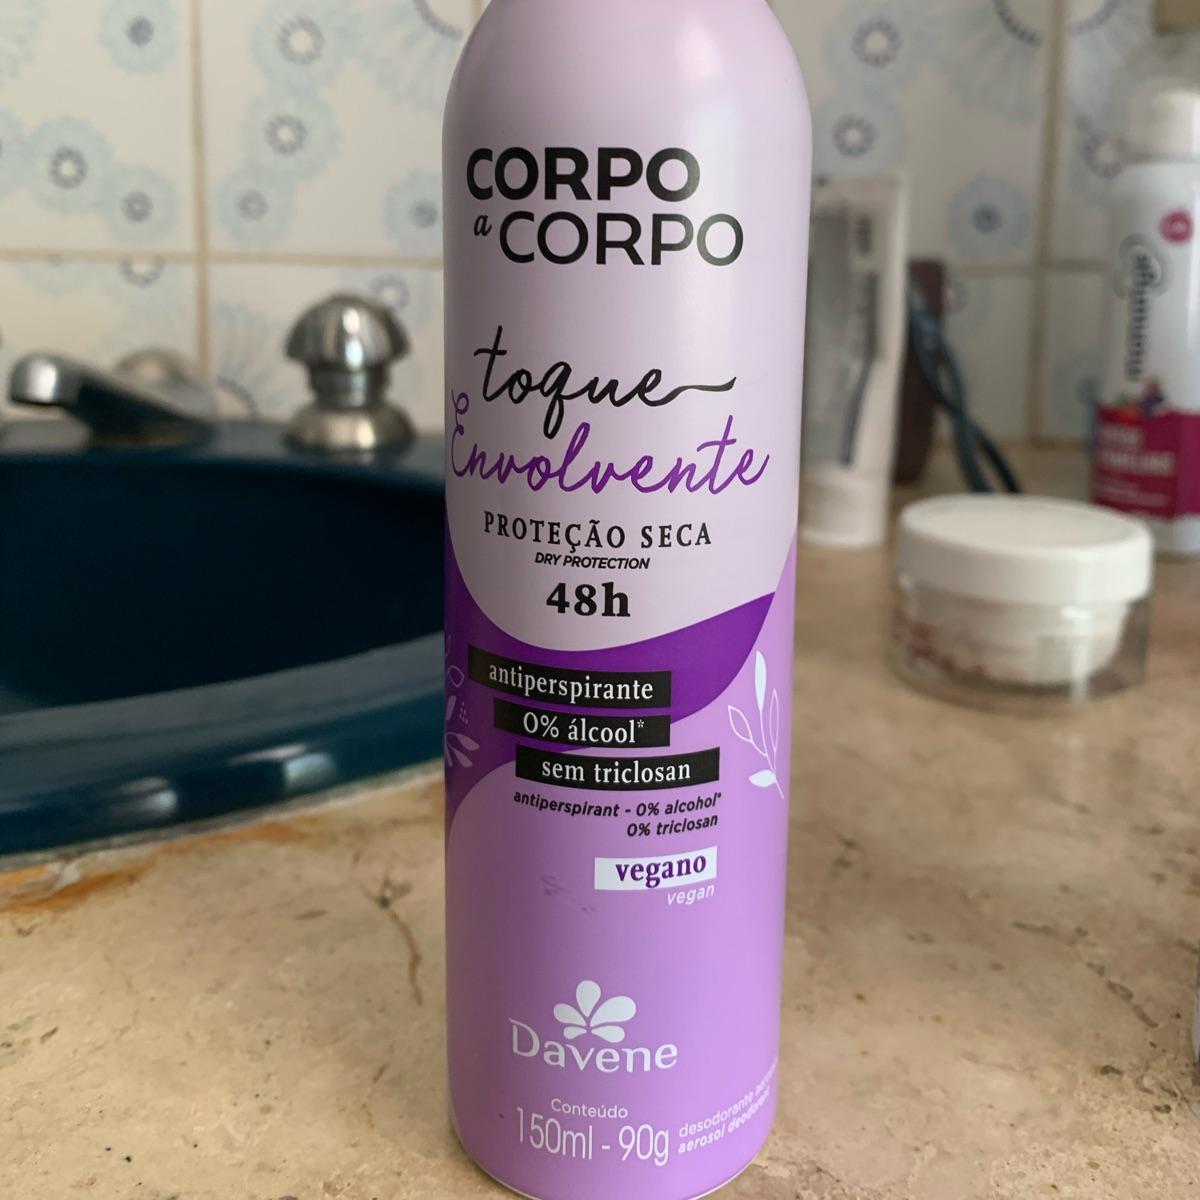 CORPO
a CORPO
toque
Envolvente
PROTEÇÃO SECA
DRY PROTECTION
48h
antiperspirante
0% álcool*
sem triclosan
antiperspirant - 0% alcohol*
0% triclosan
vegano
vegan
Davene
Conteúdo
150ml - 90g
desodorante
aerosol deodorant